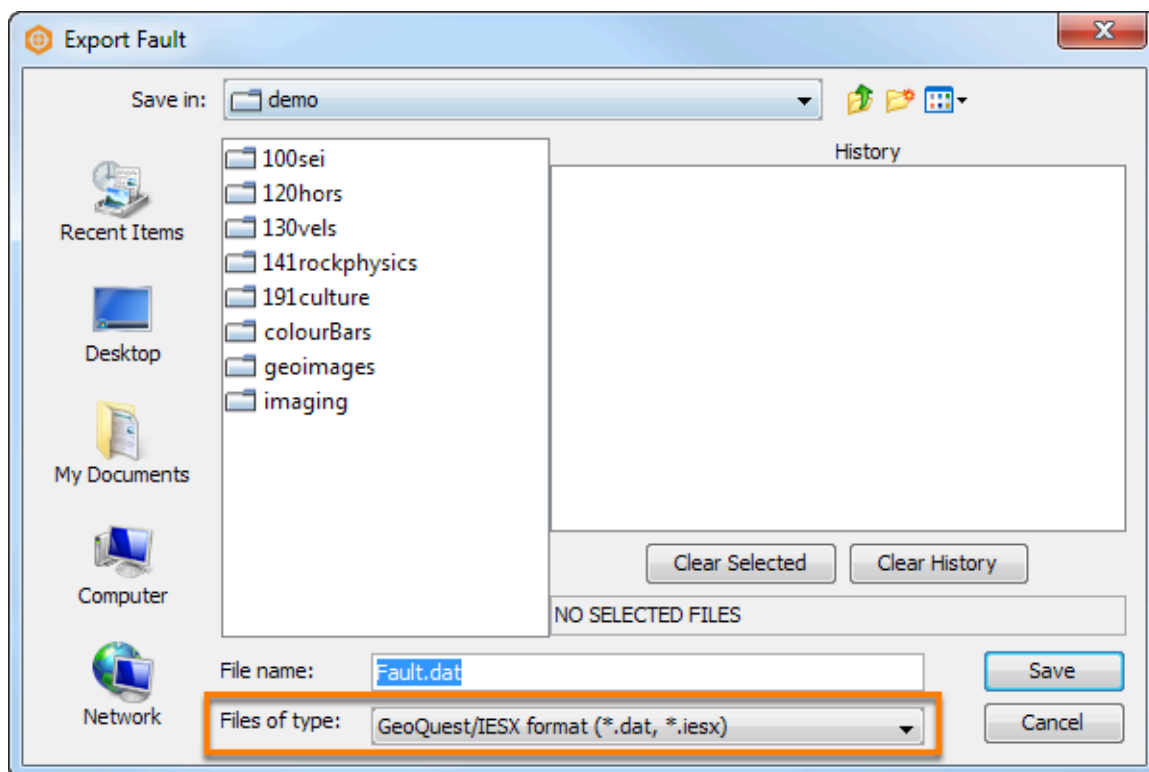 Export Fault
Save in:
demo
100sei
120hors
130vels
141rockphysics
191culture
colourBars
geoimages
imaging
History
Recent Items
Desktop
My Documents
Computer
Network
Clear Selected
Clear History
NO SELECTED FILES
File name:
Fault.dat
Save
Files of type:
GeoQuest/IESX format (*.dat, *.iesx)
Cancel